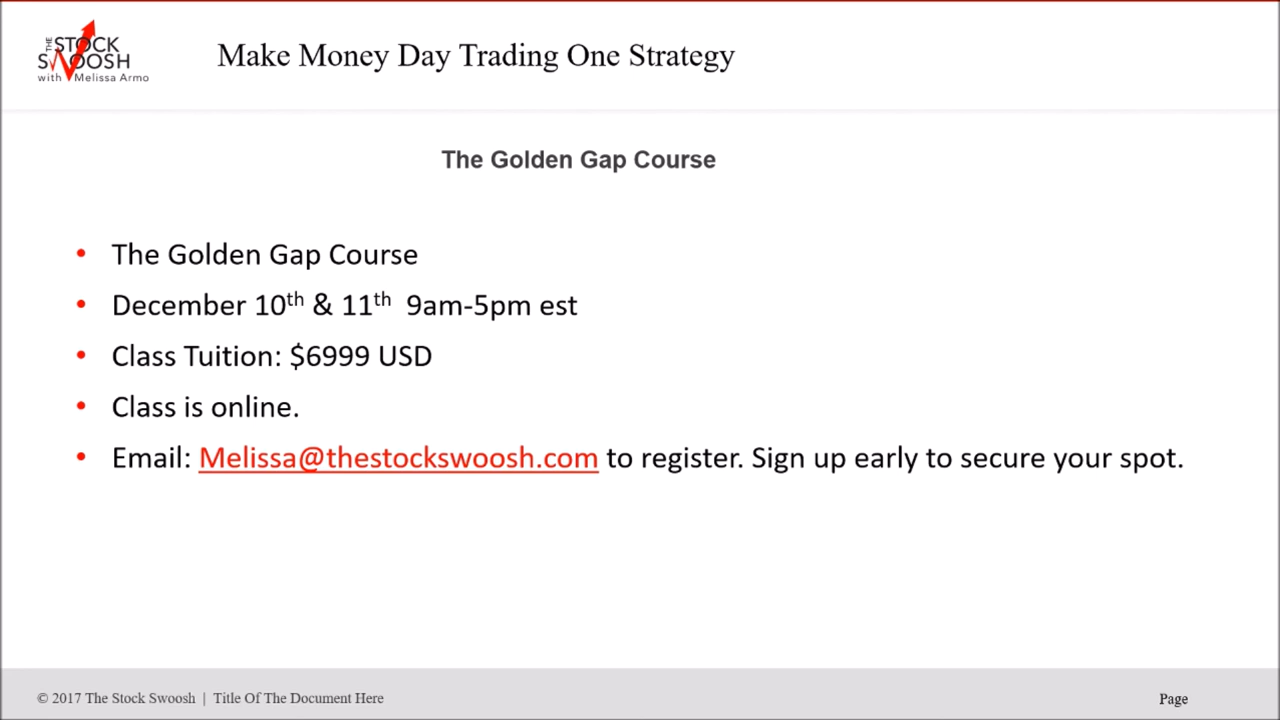 THE
STOCK
SWOOSH
with Melissa Armo
Make Money Day Trading One Strategy
The Golden Gap Course
• The Golden Gap Course
• December 10th & 11th 9am-5pm est
• Class Tuition: $6999 USD
• Class is online.
• Email: Melissa@thestockswoosh.com to register. Sign up early to secure your spot.
© 2017 The Stock Swoosh | Title Of The Document Here
Page